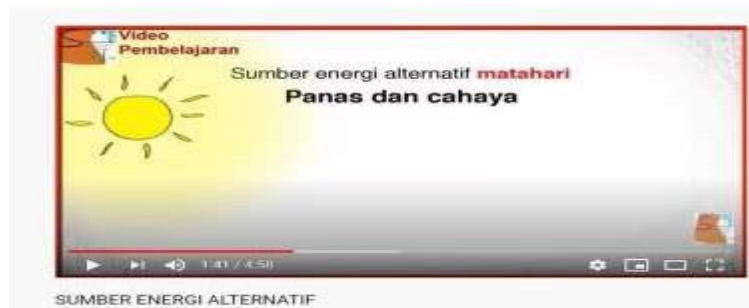 Video
Pembelajaran
Sumber energi alternatif matahari
Panas dan cahaya
1:41 / 4:58
SUMBER ENERGI ALTERNATIF